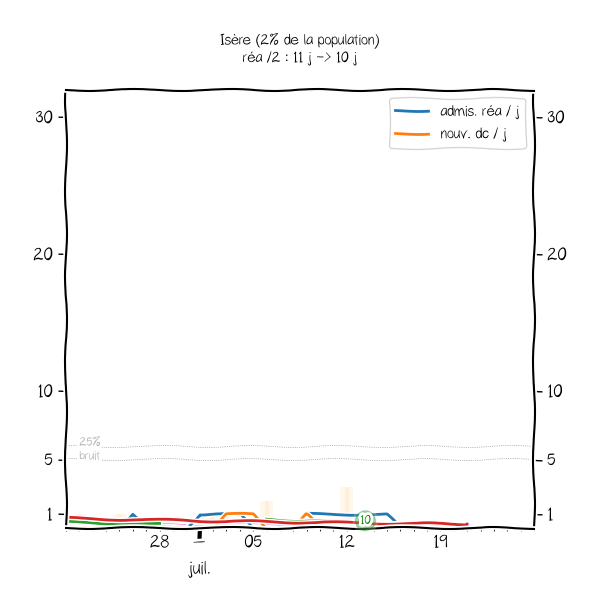 Isère (2% de la population)
réa /2 : 11 j -> 10 j
admis. réa / j
nouv. dc / j
30
30
20
20
10
10
25%
5
bruit
5
1
10
1
28
05
12
19
juil.